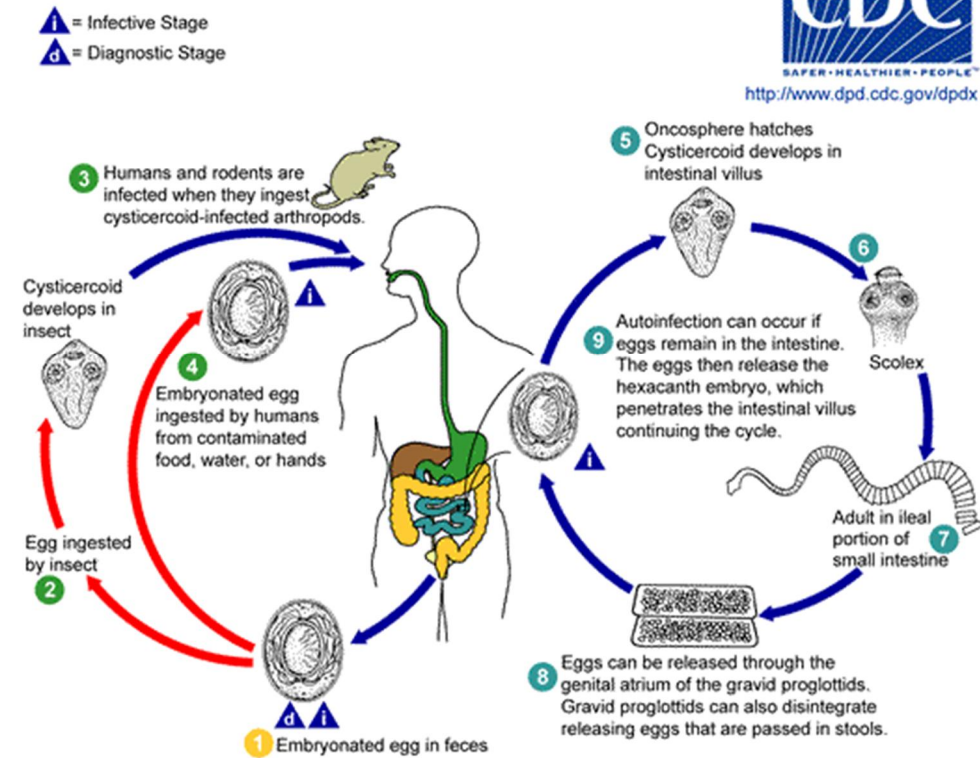 i = Infective Stage
d = Diagnostic Stage
CDC
SAFER·HEALTHIER·PEOPLE™
http://www.dpd.cdc.gov/dpdx
3 Humans and rodents are
infected when they ingest
cysticercoid-infected arthropods.
Cysticercoid
develops in
insect
i
4
Embryonated egg
ingested by humans
from contaminated
food, water, or hands
Egg ingested
by insect
2
d i
1 Embryonated egg in feces
5 Oncosphere hatches
Cysticercoid develops in
intestinal villus
6
Scolex
9 Autoinfection can occur if
eggs remain in the intestine.
The eggs then release the
hexacanth embryo, which
penetrates the intestinal villus
continuing the cycle.
i
Adult in ileal
portion of 7
small intestine
8 Eggs can be released through the
genital atrium of the gravid proglottids.
Gravid proglottids can also disintegrate
releasing eggs that are passed in stools.